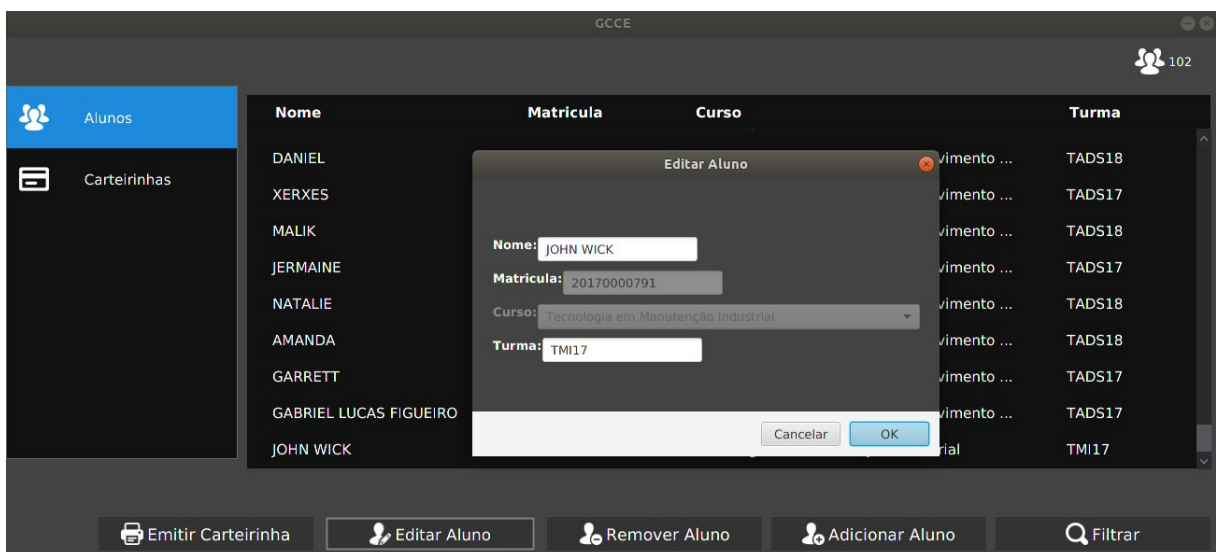 GCCE
102
Alunos
Carteirinhas
Nome Matricula Curso Turma
DANIEL vimento ... TADS18
XERXES vimento ... TADS17
MALIK vimento ... TADS18
JERMAINE vimento ... TADS17
NATALIE vimento ... TADS18
AMANDA vimento ... TADS18
GARRETT vimento ... TADS17
GABRIEL LUCAS FIGUEIRO vimento ... TADS17
JOHN WICK rial TMI17
Editar Aluno
Nome: JOHN WICK
Matricula: 20170000791
Curso: Tecnologia em Manutenção Industrial
Turma: TMI17
Cancelar OK
Emitir Carteirinha Editar Aluno Remover Aluno Adicionar Aluno Filtrar